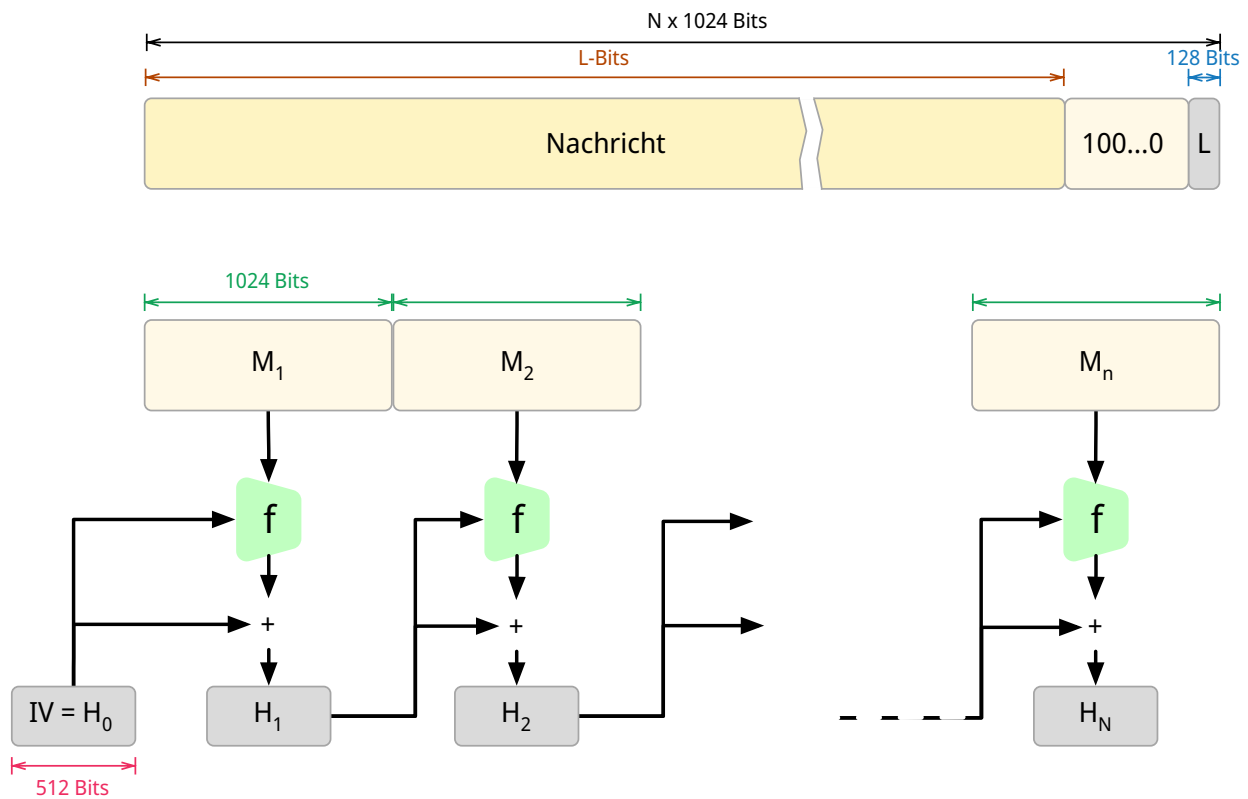 N x 1024 Bits
L-Bits
128 Bits
Nachricht
100...0
L
1024 Bits
M1
M2
Mn
f
f
f
+
+
+
IV = H0
H1
H2
HN
512 Bits